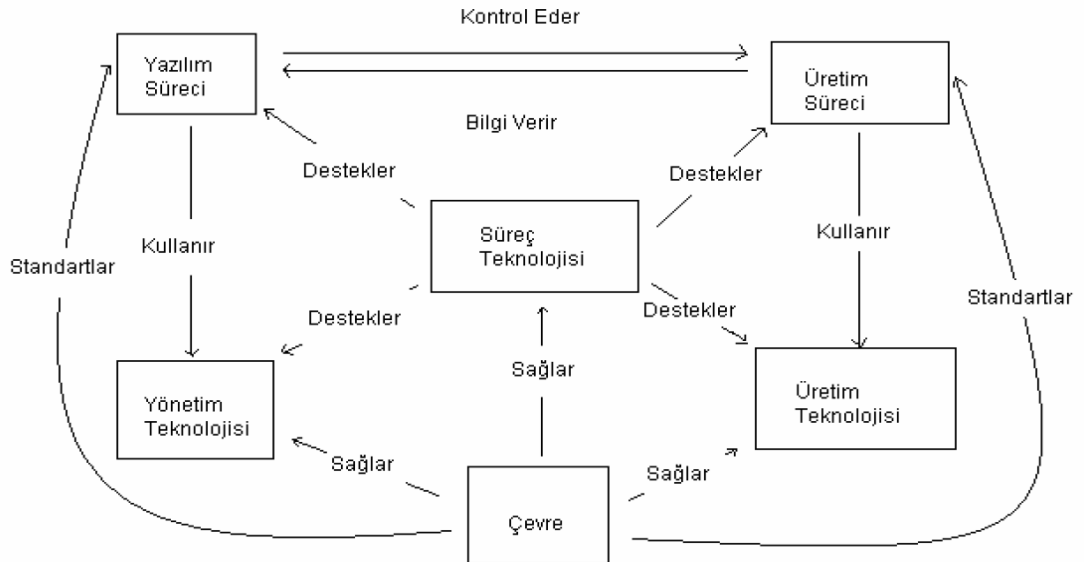 Kontrol Eder
Yazılım
Süreci
Üretim
Süreci
Bilgi Verir
Destekler
Destekler
Süreç
Teknolojisi
Kullanır
Kullanır
Standartlar
Standartlar
Destekler
Destekler
Sağlar
Yönetim
Teknolojisi
Üretim
Teknolojisi
Sağlar
Sağlar
Çevre